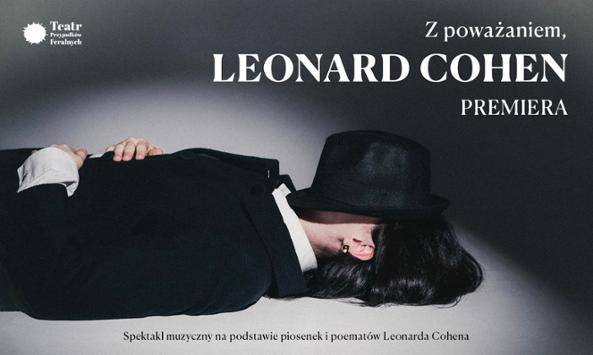 Teatr
Przypadków
Feralnych
Z poważaniem,
LEONARD COHEN
PREMIERA
Spektakl muzyczny na podstawie piosenek i poematów Leonarda Cohena